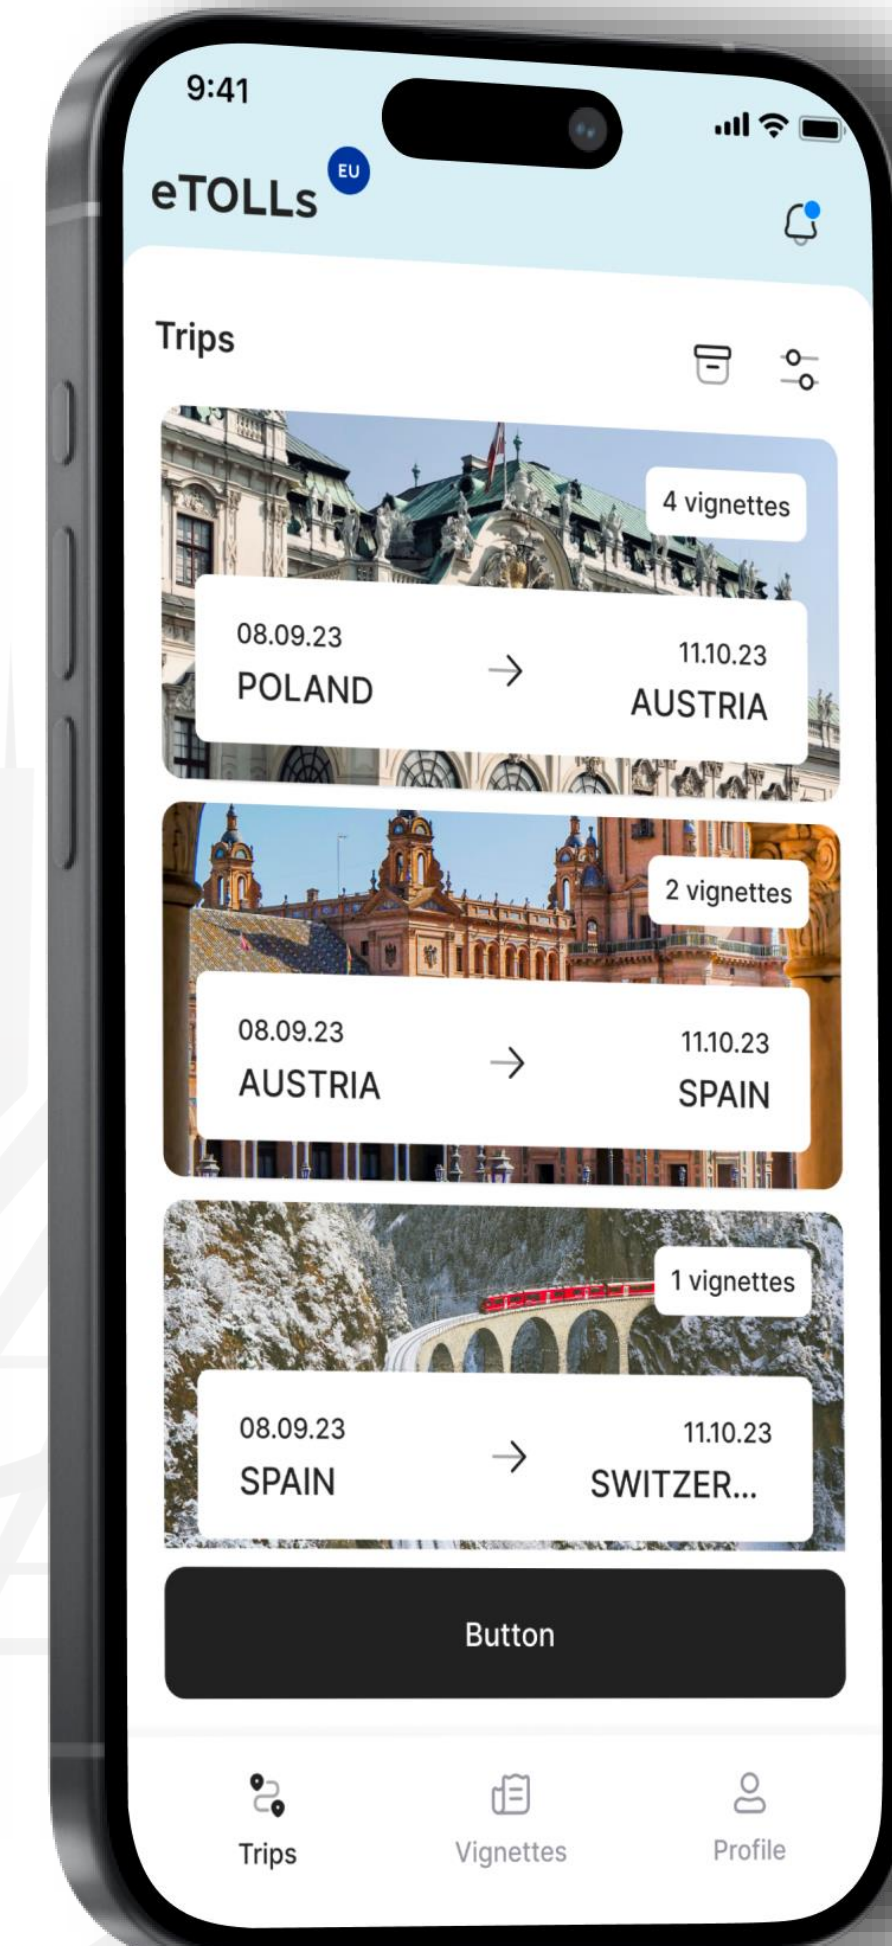 9:41
eTOLLs EU
Trips
4 vignettes
08.09.23
11.10.23
POLAND
AUSTRIA
2 vignettes
08.09.23
11.10.23
AUSTRIA
SPAIN
1 vignettes
08.09.23
11.10.23
SPAIN
SWITZER...
Button
Trips
Vignettes
Profile